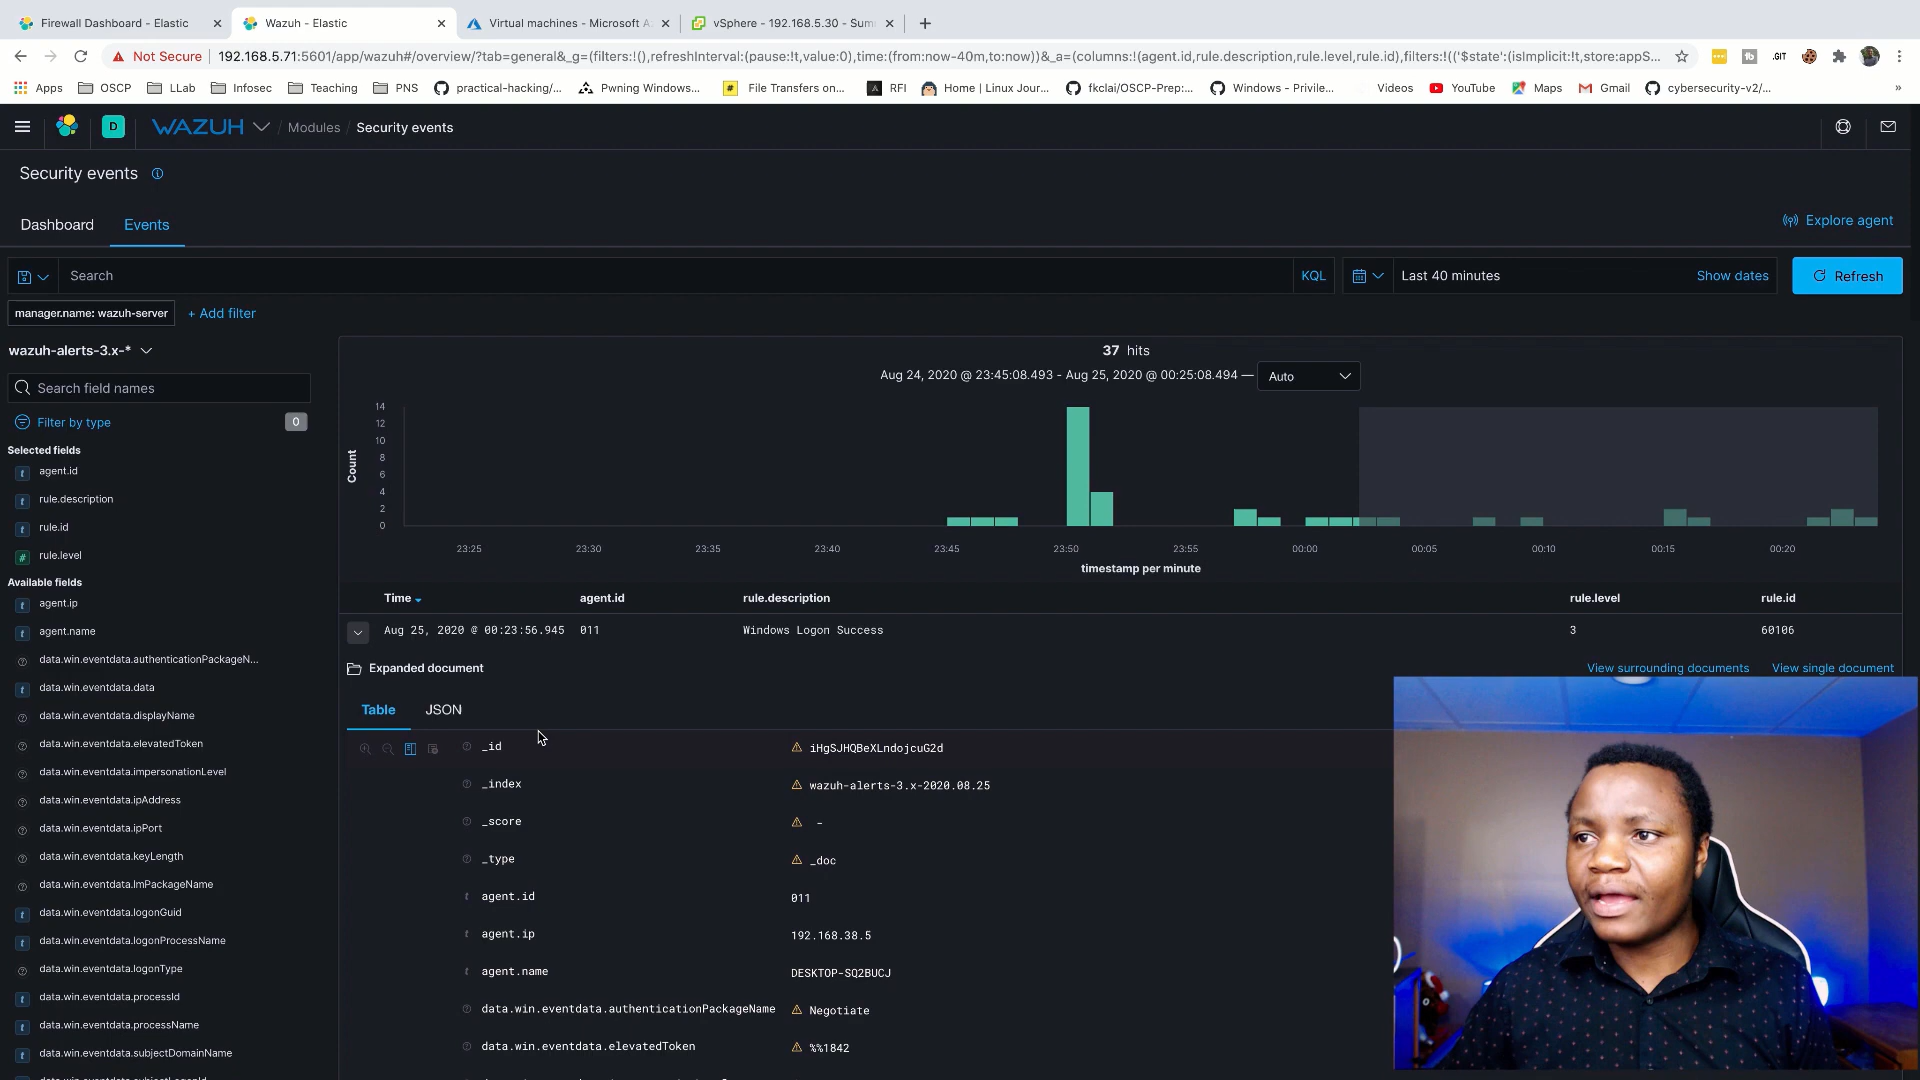 Firewall Dashboard - Elastic
Wazuh - Elastic
Virtual machines - Microsoft A
vSphere - 192.168.5.30 - Sum
Not Secure
192.168.5.71:5601/app/wazuh#/overview/?tab=general&_g=(filters:!(),refreshInterval:(pause:!t,value:0),time:(from:now-40m,to:now))&_a=(columns:!(agent.id,rule.description,rule.level,rule.id),filters:!(('$state':(isImplicit:!t,store:appS...
Apps
OSCP
LLab
Infosec
Teaching
PNS
practical-hacking/...
Pwning Windows...
File Transfers on...
RFI
Home | Linux Jour...
fkclai/OSCP-Prep:...
Windows - Privile...
Videos
YouTube
Maps
Gmail
cybersecurity-v2/...
»
D
WAZUH
/ Modules / Security events
Security events
Dashboard
Events
Explore agent
Search
KQL
Last 40 minutes
Show dates
Refresh
manager.name: wazuh-server
+ Add filter
wazuh-alerts-3.x-*
Search field names
Filter by type
0
Selected fields
t agent.id
t rule.description
t rule.id
# rule.level
Available fields
t agent.ip
t agent.name
data.win.eventdata.authenticationPackageN...
t data.win.eventdata.data
data.win.eventdata.displayName
data.win.eventdata.elevatedToken
data.win.eventdata.impersonationLevel
data.win.eventdata.ipAddress
data.win.eventdata.ipPort
data.win.eventdata.keyLength
data.win.eventdata.lmPackageName
t data.win.eventdata.logonGuid
t data.win.eventdata.logonProcessName
data.win.eventdata.logonType
t data.win.eventdata.processId
t data.win.eventdata.processName
t data.win.eventdata.subjectDomainName
37 hits
Aug 24, 2020 @ 23:45:08.493 - Aug 25, 2020 @ 00:25:08.494 —
Auto
Count
14
12
10
8
6
4
2
0
23:25
23:30
23:35
23:40
23:45
23:50
23:55
00:00
00:05
00:10
00:15
00:20
timestamp per minute
Time
agent.id
rule.description
rule.level
rule.id
Aug 25, 2020 @ 00:23:56.945
011
Windows Logon Success
3
60106
Expanded document
View surrounding documents
View single document
Table
JSON
_id
iHgSJHQBeXLndojcuG2d
_index
wazuh-alerts-3.x-2020.08.25
_score
-
_type
_doc
t agent.id
011
t agent.ip
192.168.38.5
t agent.name
DESKTOP-SQ2BUCJ
data.win.eventdata.authenticationPackageName
Negotiate
data.win.eventdata.elevatedToken
%%1842